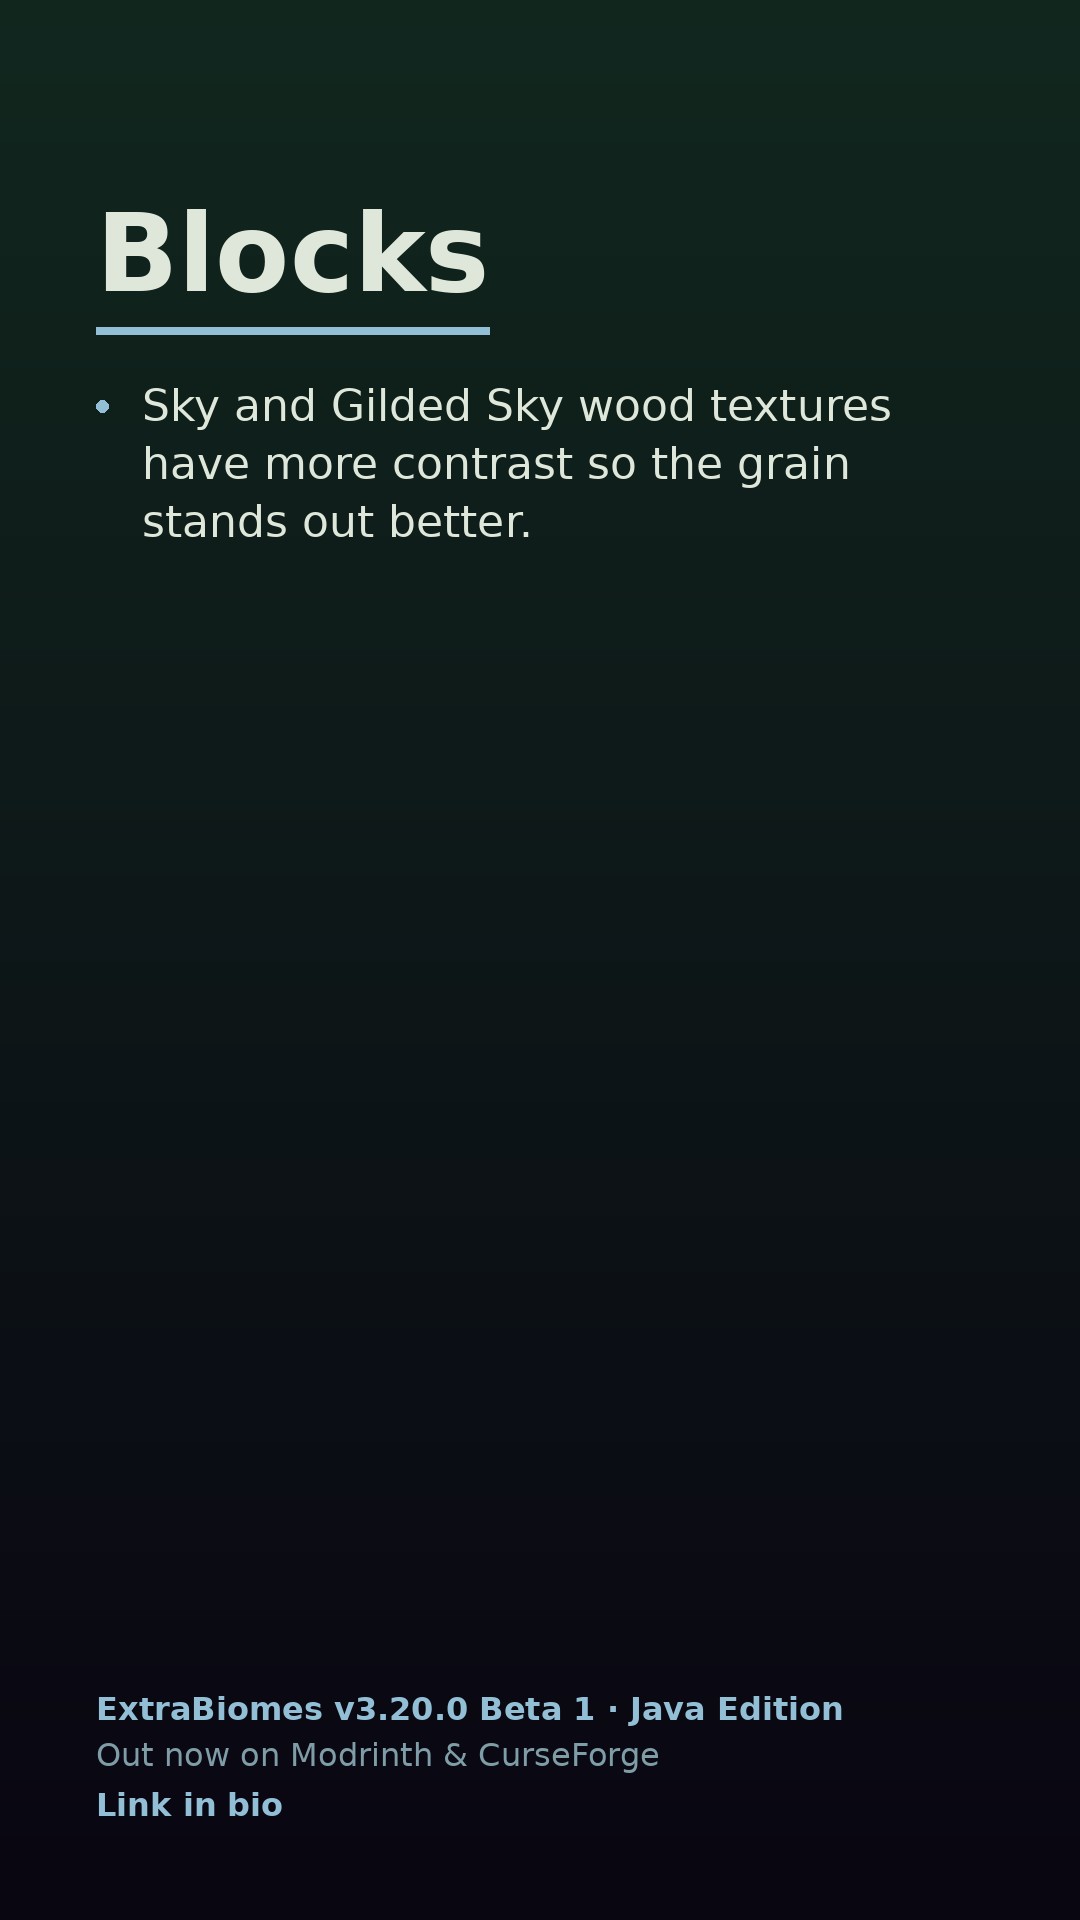 Blocks
• Sky and Gilded Sky wood textures
have more contrast so the grain
stands out better.
ExtraBiomes v3.20.0 Beta 1 · Java Edition
Out now on Modrinth & CurseForge
Link in bio